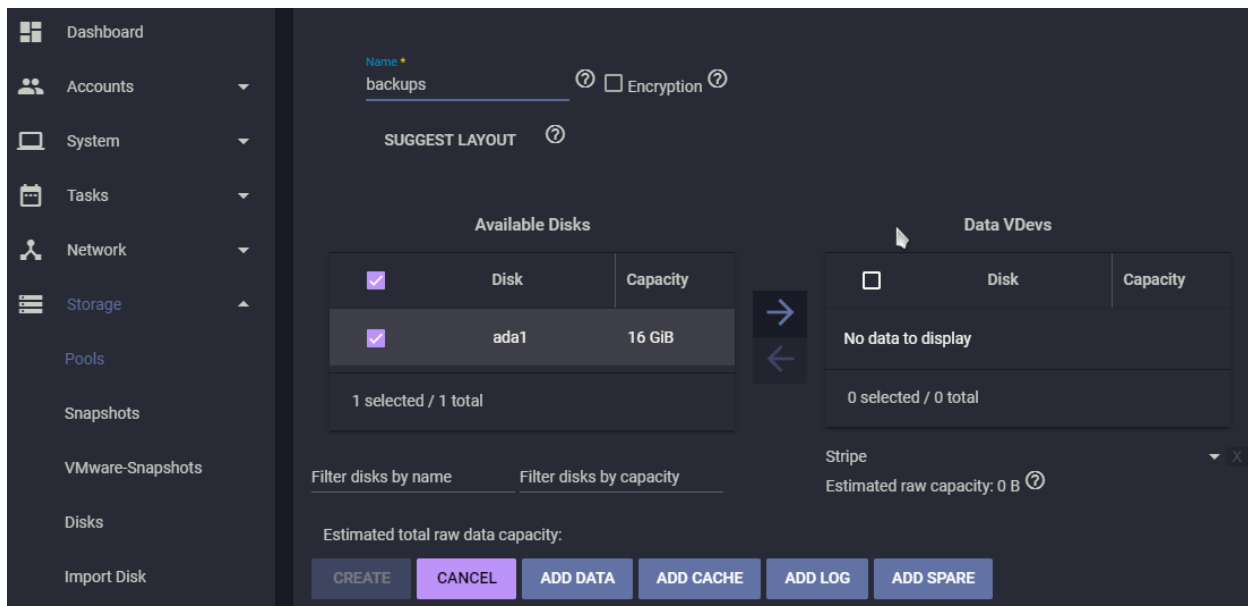 Dashboard
Accounts
System
Tasks
Network
Storage
Pools
Snapshots
VMware-Snapshots
Disks
Import Disk
Name *
backups
Encryption
SUGGEST LAYOUT
Available Disks
Disk Capacity
ada1 16 GiB
1 selected / 1 total
Filter disks by name Filter disks by capacity
Data VDevs
Disk Capacity
No data to display
0 selected / 0 total
Stripe X
Estimated raw capacity: 0 B
Estimated total raw data capacity:
CREATE CANCEL ADD DATA ADD CACHE ADD LOG ADD SPARE